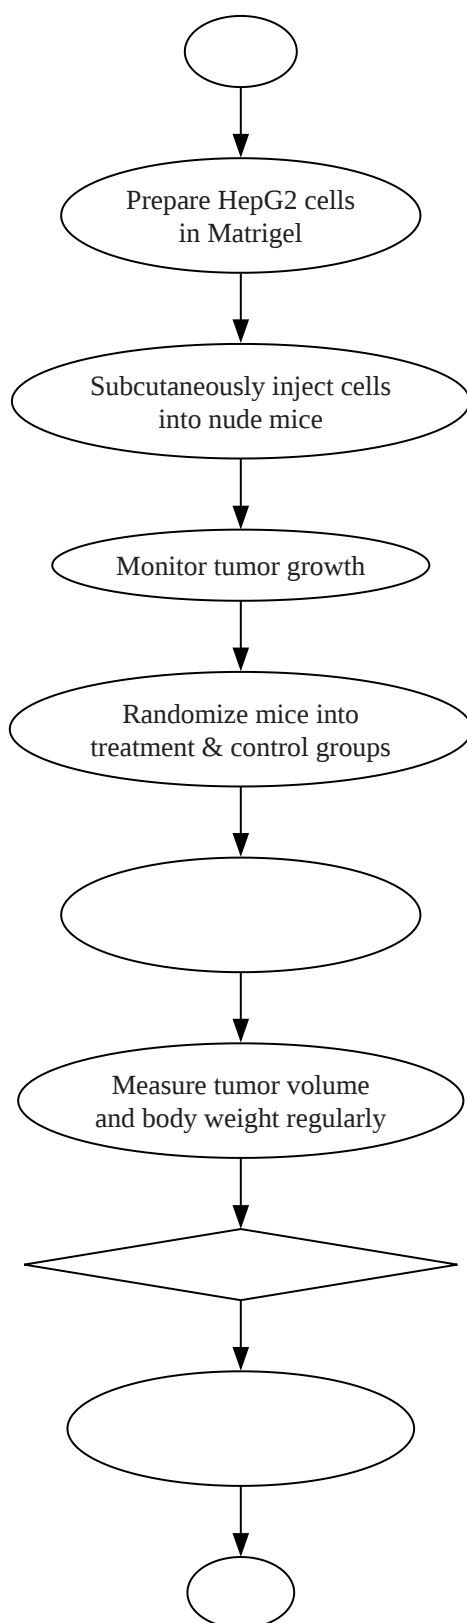 Prepare HepG2 cells
in Matrigel
Subcutaneously inject cells
into nude mice
Monitor tumor growth
Randomize mice into
treatment & control groups
Measure tumor volume
and body weight regularly